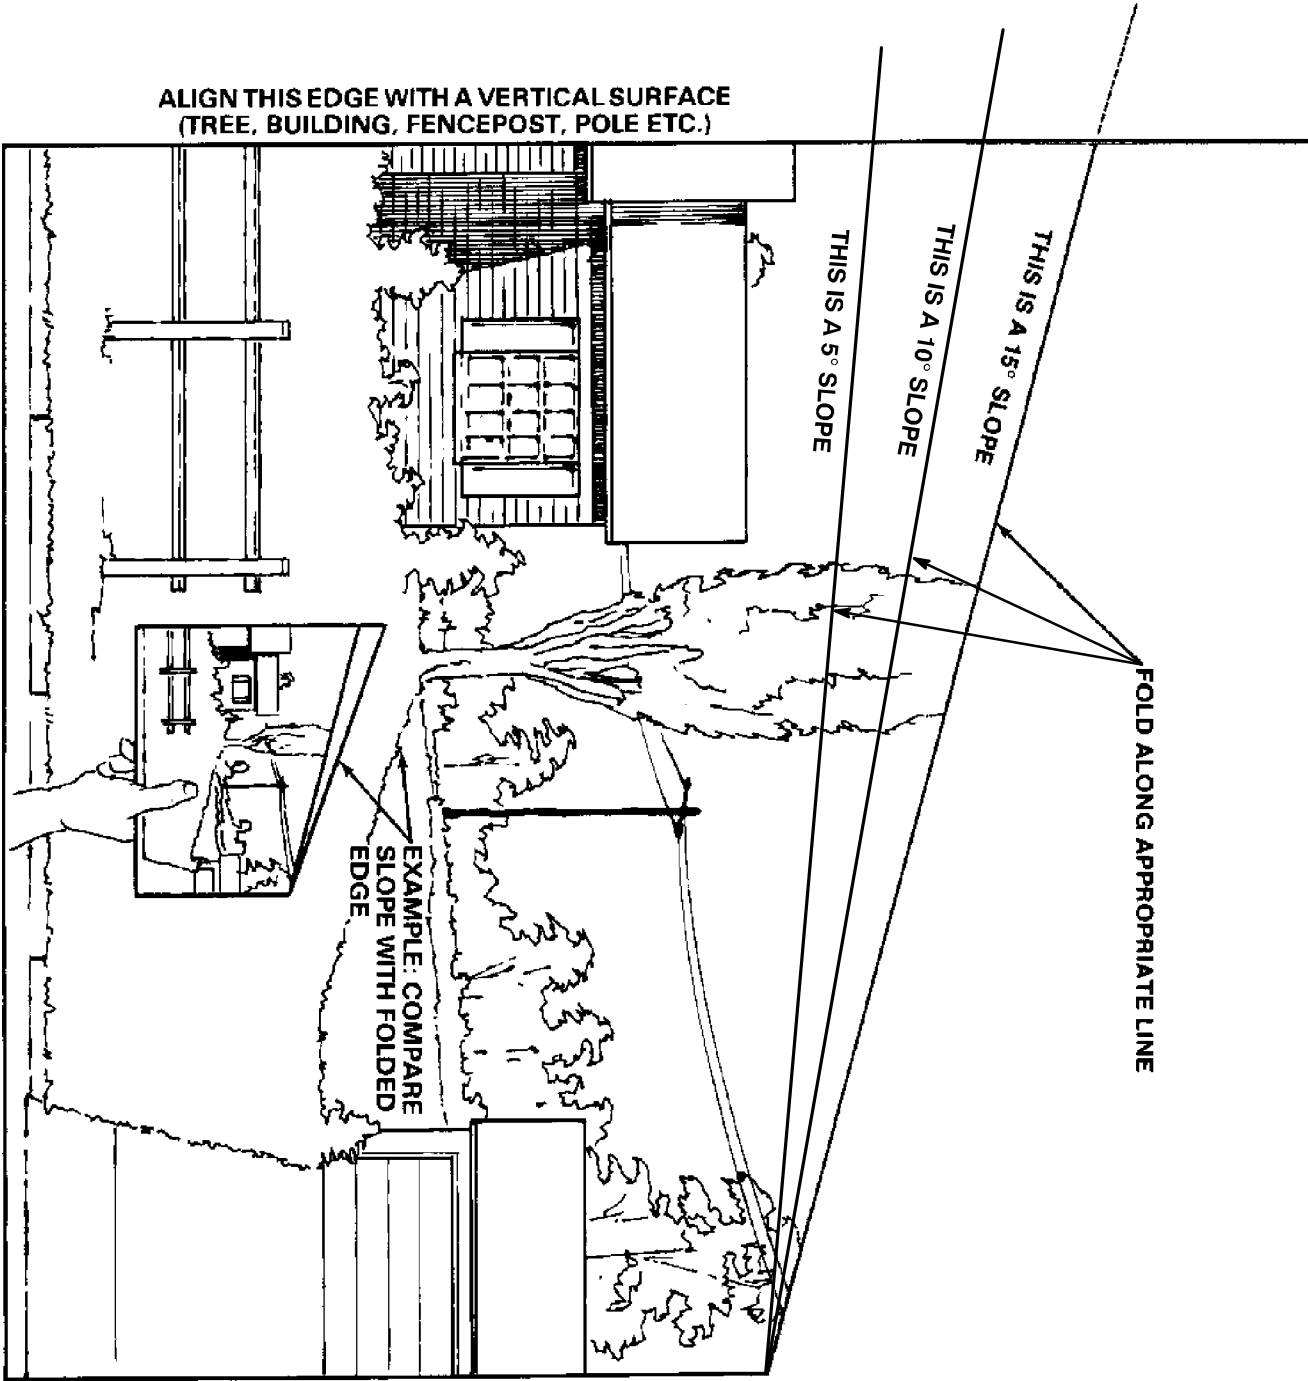 ALIGN THIS EDGE WITH A VERTICAL SURFACE
(TREE, BUILDING, FENCEPOST, POLE ETC.)
THIS IS A 5° SLOPE
THIS IS A 10° SLOPE
THIS IS A 15° SLOPE
FOLD ALONG APPROPRIATE LINE
EXAMPLE: COMPARE
SLOPE WITH FOLDED
EDGE